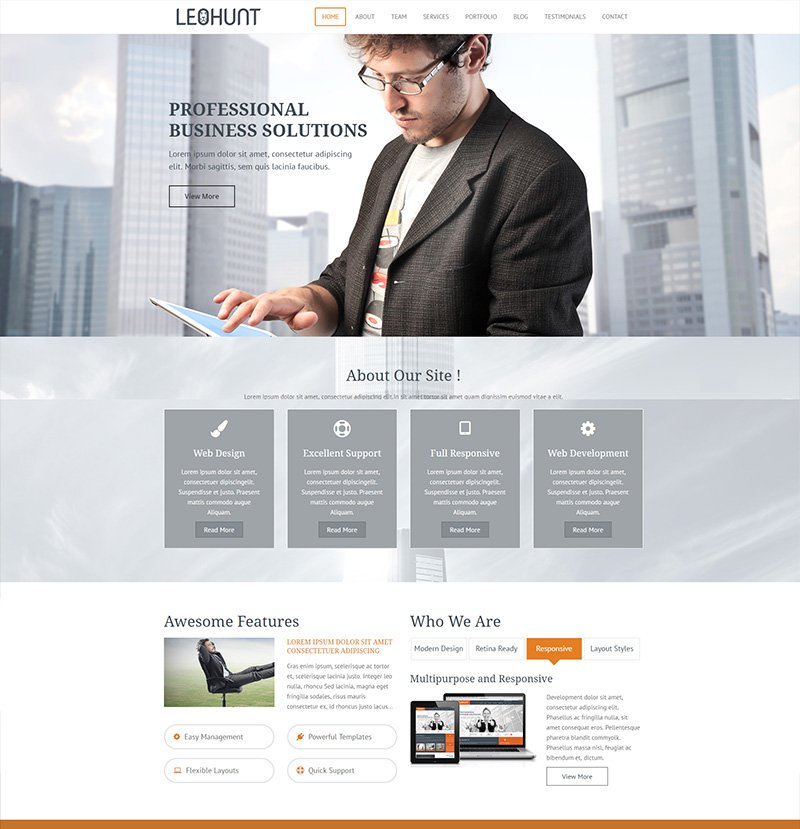 LEOHUNT
HOME ABOUT TEAM SERVICES PORTFOLIO BLOG TESTIMONIALS CONTACT
PROFESSIONAL
BUSINESS SOLUTIONS
Lorem ipsum dolor sit amet, consectetur adipiscing
elit. Morbi sagittis, sem quis lacinia faucibus.
View More
About Our Site !
Lorem ipsum dolor sit amet, consectetur adipiscing elit.In sit amet tortor sit amet quam dignissim euismod vitae a elit.
Web Design
Lorem ipsum dolor sit amet,
consectetur dipiscingelit.
Suspendisse et justo. Praesent
mattis commodo augue
Aliquam.
Read More
Excellent Support
Lorem ipsum dolor sit amet,
consectetur dipiscingelit.
Suspendisse et justo. Praesent
mattis commodo augue
Aliquam.
Read More
Full Responsive
Lorem ipsum dolor sit amet,
consectetur dipiscingelit.
Suspendisse et justo. Praesent
mattis commodo augue
Aliquam.
Read More
Web Development
Lorem ipsum dolor sit amet,
consectetur dipiscingelit.
Suspendisse et justo. Praesent
mattis commodo augue
Aliquam.
Read More
Awesome Features
LOREM IPSUM DOLOR SIT AMET
CONSECTETUER ADIPISCING
Cras enim ipsum, scelerisque ac tortor
et, scelerisque lacinia justo. Integer leo
nulla, rhoncu Sed lacinia, magna eget
fringilla sodales, risus mauris
consectetur ex, id rhoncus justo lacus...
Easy Management
Powerful Templates
Flexible Layouts
Quick Support
Who We Are
Modern Design Retina Ready Responsive Layout Styles
Multipurpose and Responsive
Development dolor sit amet,
consectetur adipiscing elit.
Phasellus ac fringilla nulla, sit
amet consequat eros. Pellentesque
pharetra blandit commyolk.
Phasellus massa nisl, feugiat ac
bibendum et, dictum.
View More